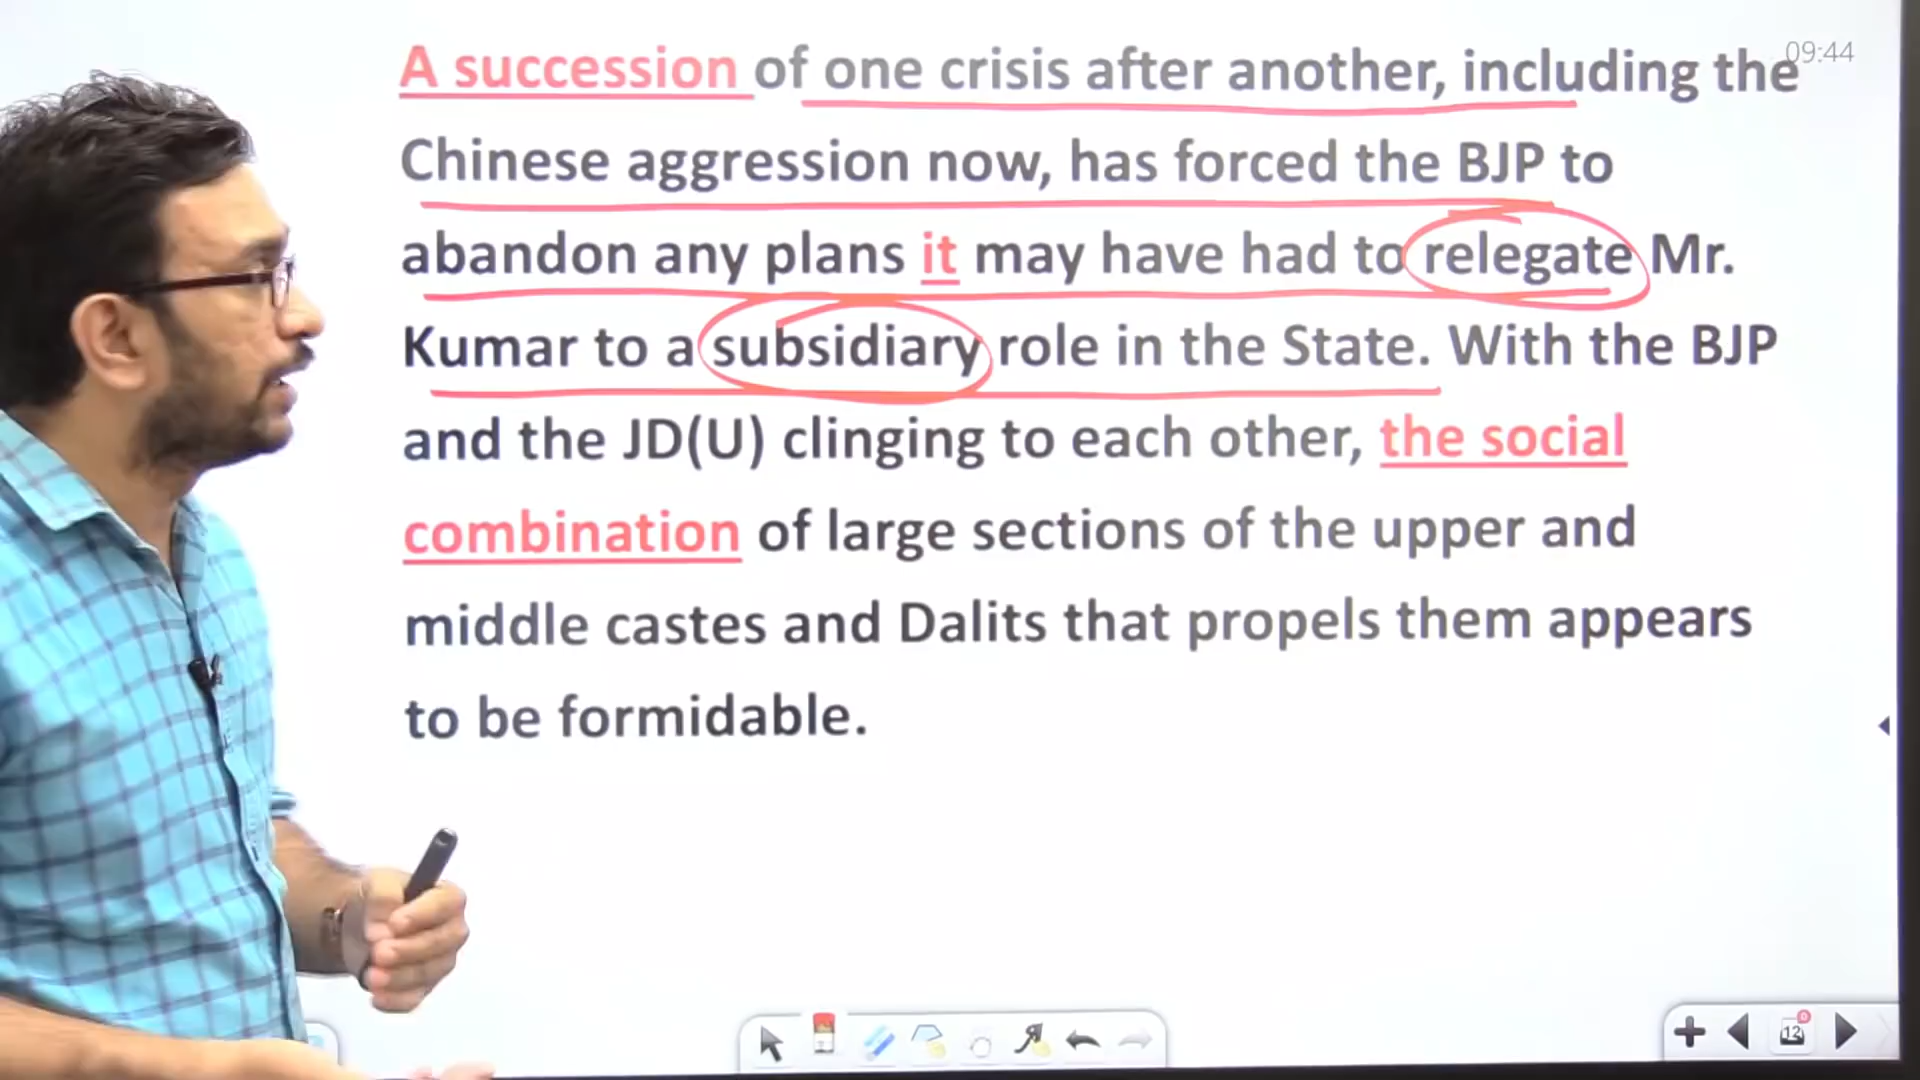 A succession of one crisis after another, including the
09:44
Chinese aggression now, has forced the BJP to
abandon any plans it may have had to relegate Mr.
Kumar to a subsidiary role in the State. With the BJP
and the JD(U) clinging to each other, the social
combination of large sections of the upper and
middle castes and Dalits that propels them appears
to be formidable.
12
0